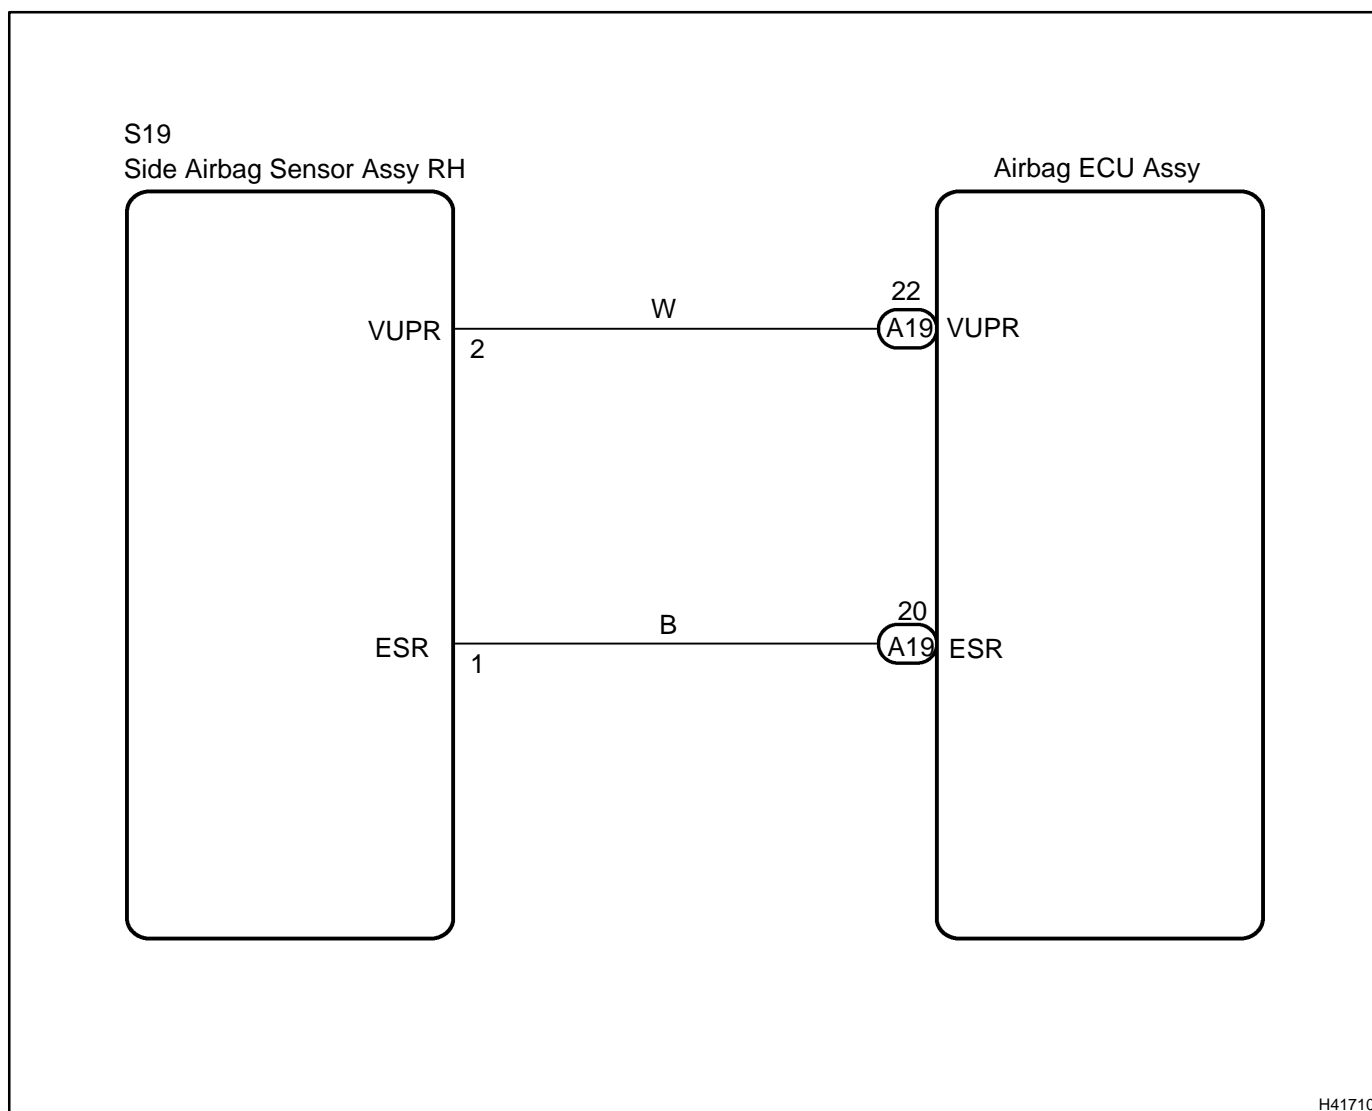 S19
Side Airbag Sensor Assy RH
Airbag ECU Assy
22
W
VUPR
A19
VUPR
2
20
B
ESR
A19
ESR
1
H41710